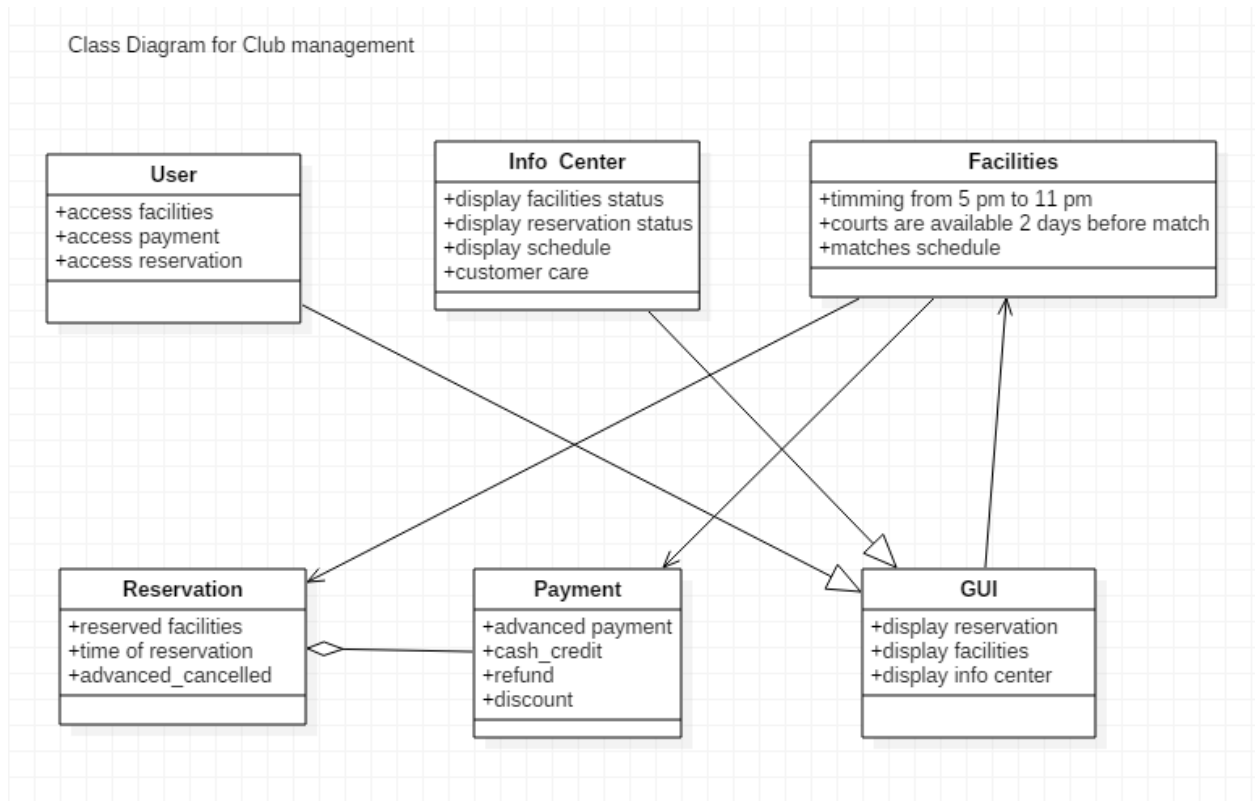 Class Diagram for Club management
User
+access facilities
+access payment
+access reservation
Info Center
+display facilities status
+display reservation status
+display schedule
+customer care
Facilities
+timming from 5 pm to 11 pm
+courts are available 2 days before match
+matches schedule
Reservation
+reserved facilities
+time of reservation
+advanced_cancelled
Payment
+advanced payment
+cash_credit
+refund
+discount
GUI
+display reservation
+display facilities
+display info center